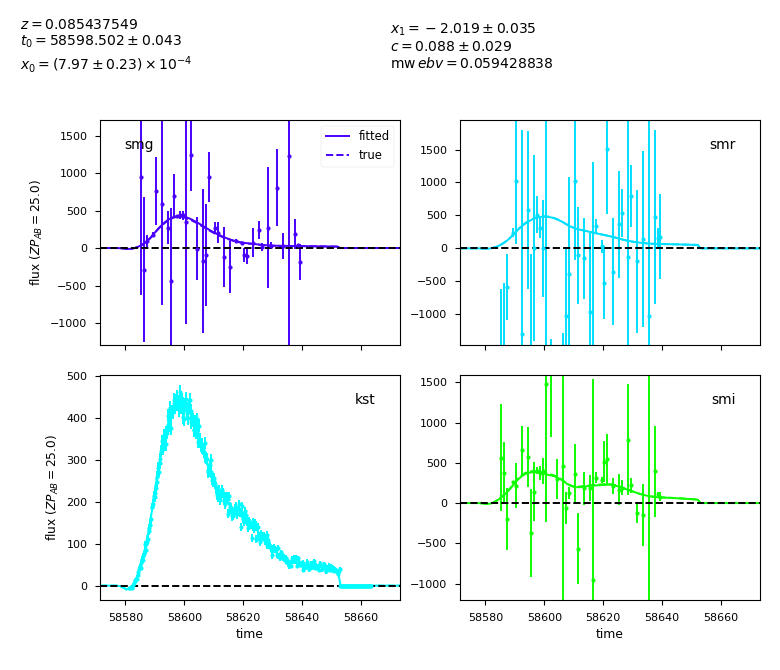 z = 0.085437549
t₀ = 58598.502 ± 0.043
x₀ = (7.97 ± 0.23) × 10⁻⁴
x₁ = −2.019 ± 0.035
c = 0.088 ± 0.029
mw ebv = 0.059428838
smg
fitted
true
1500
1000
500
0
−500
−1000
flux (ZP_AB = 25.0)
smr
1500
1000
500
0
−500
−1000
kst
500
400
300
200
100
0
flux (ZP_AB = 25.0)
58580 58600 58620 58640 58660
time
smi
1500
1000
500
0
−500
−1000
58580 58600 58620 58640 58660
time